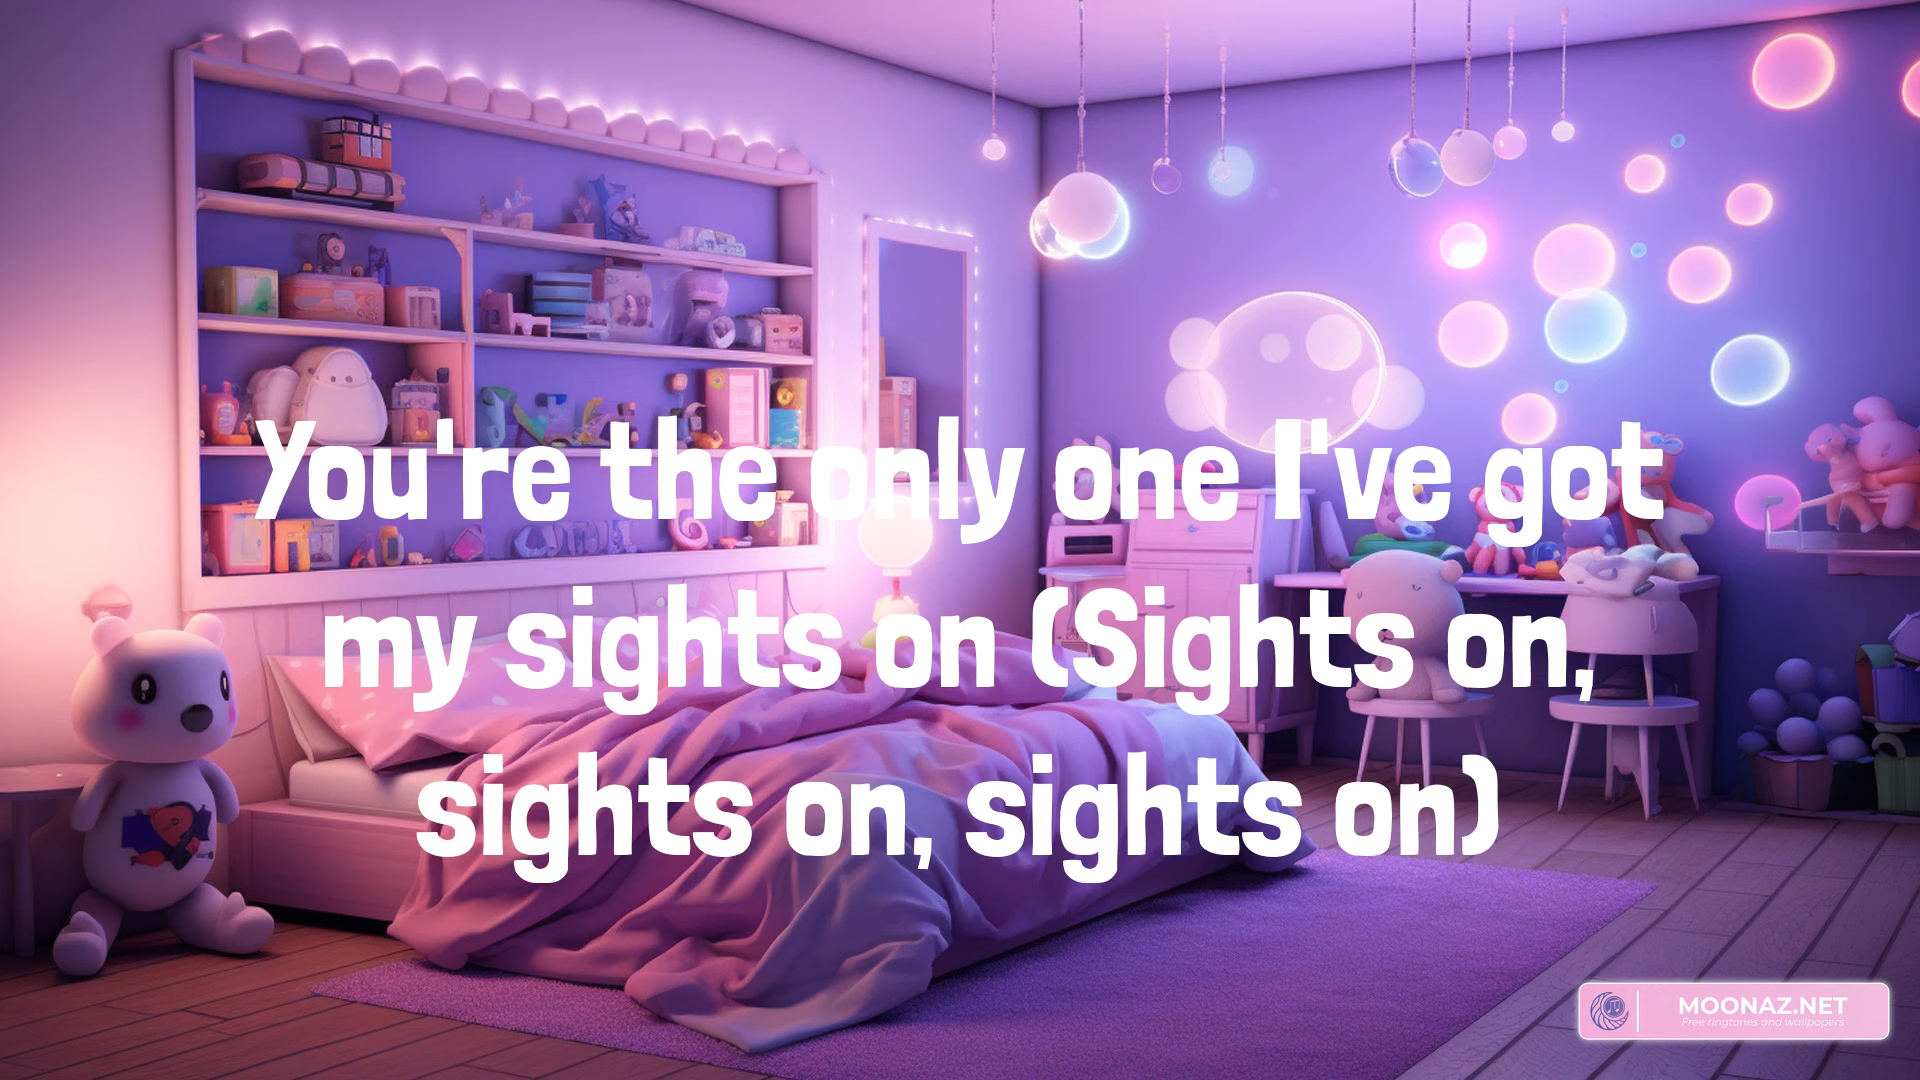 You're the only one I've got
my sights on (Sights on,
sights on, sights on)
MOONAZ.NET
Free ringtones and wallpapers